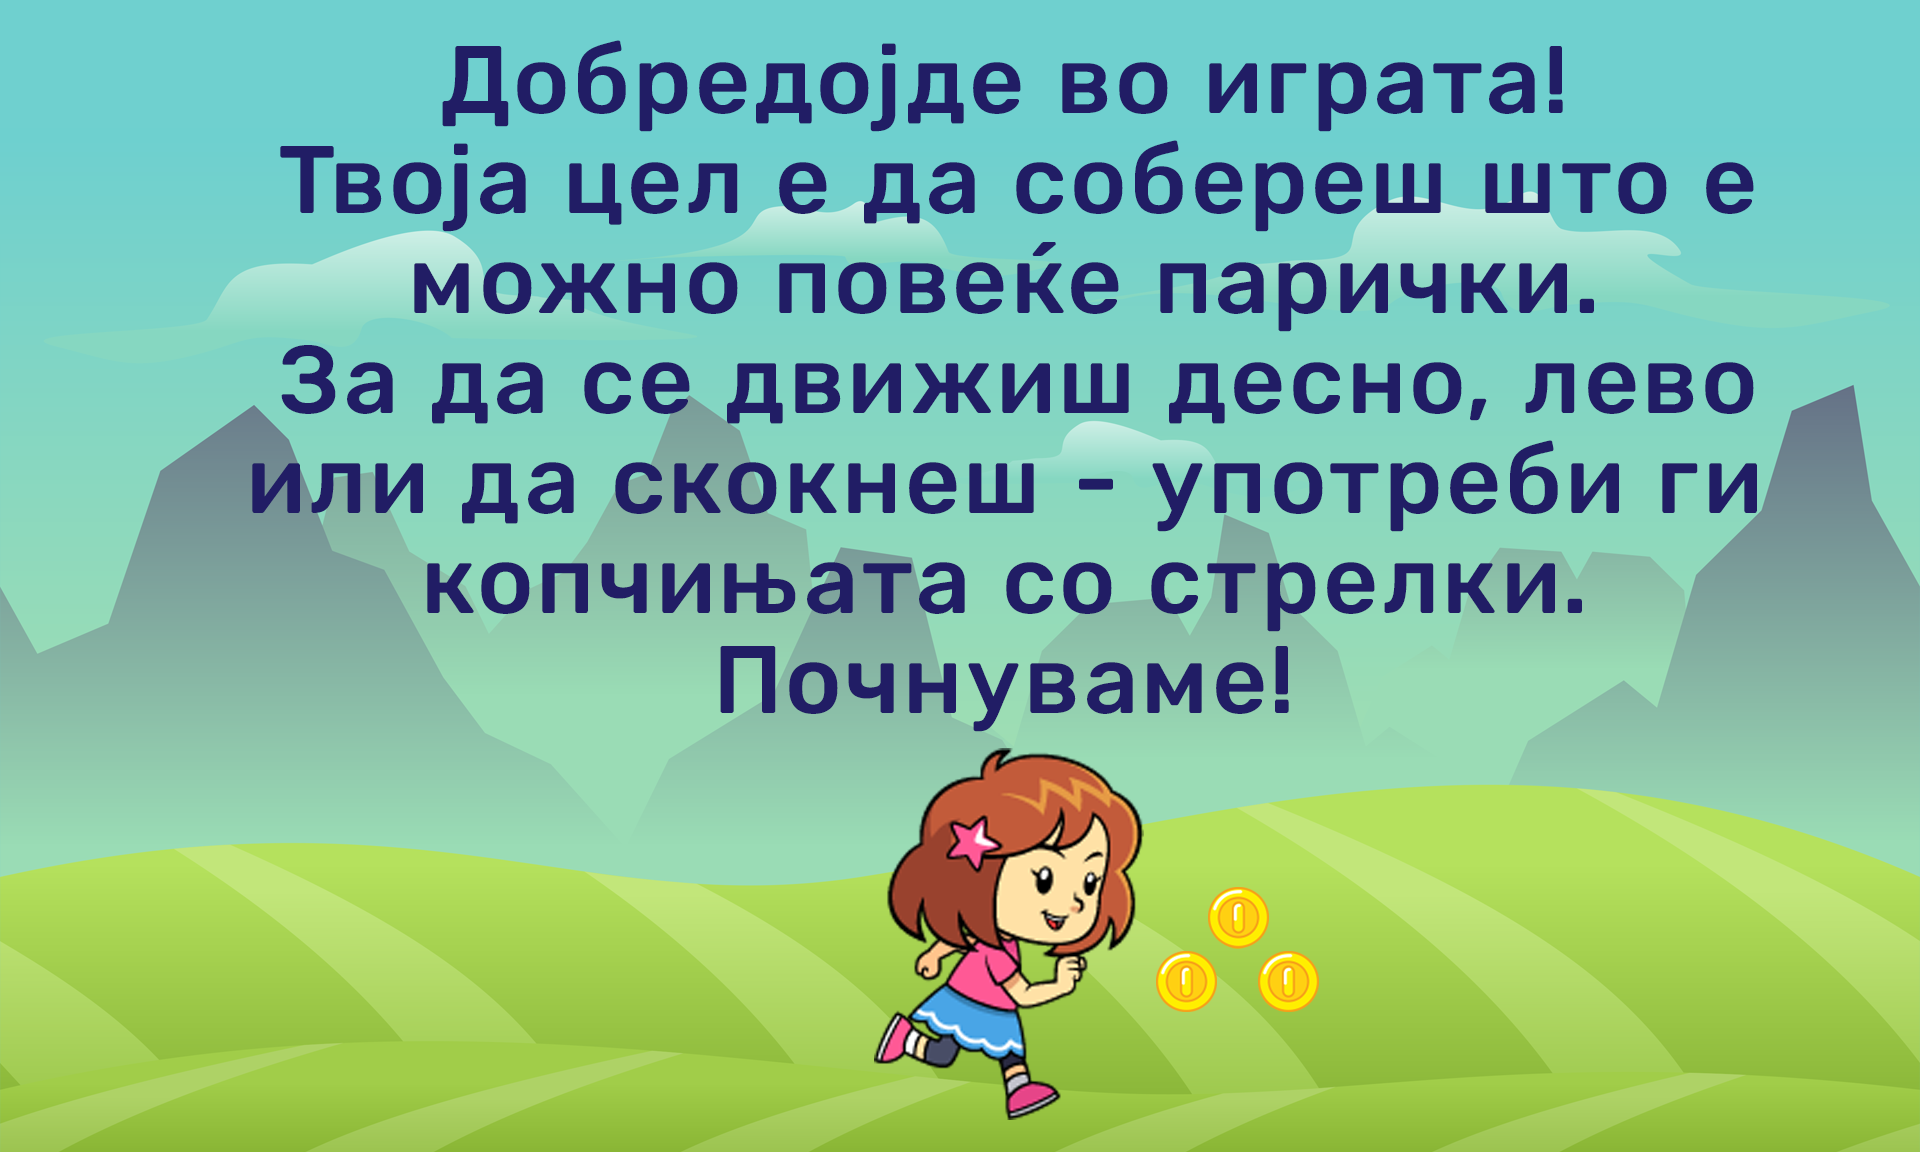 Добредојде во играта!
Твоја цел е да собереш што е
можно повеќе парички.
За да се движиш десно, лево
или да скокнеш - употреби ги
копчињата со стрелки.
Почнуваме!